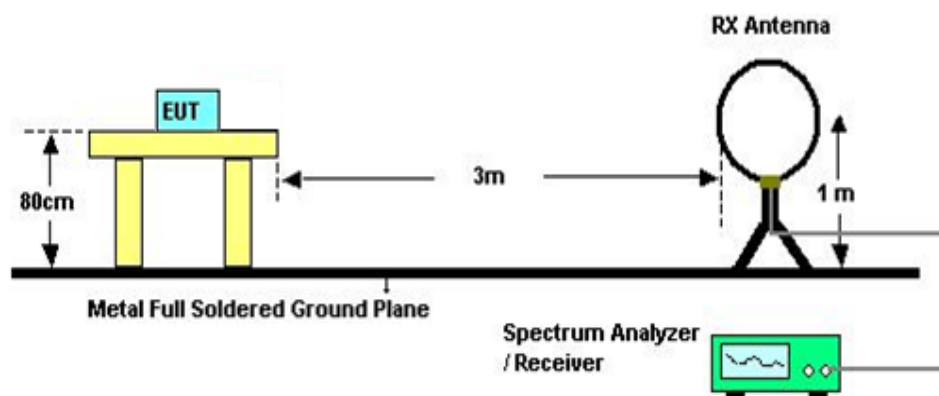 RX Antenna
EUT
80cm
3m
1 m
Metal Full Soldered Ground Plane
Spectrum Analyzer
/ Receiver